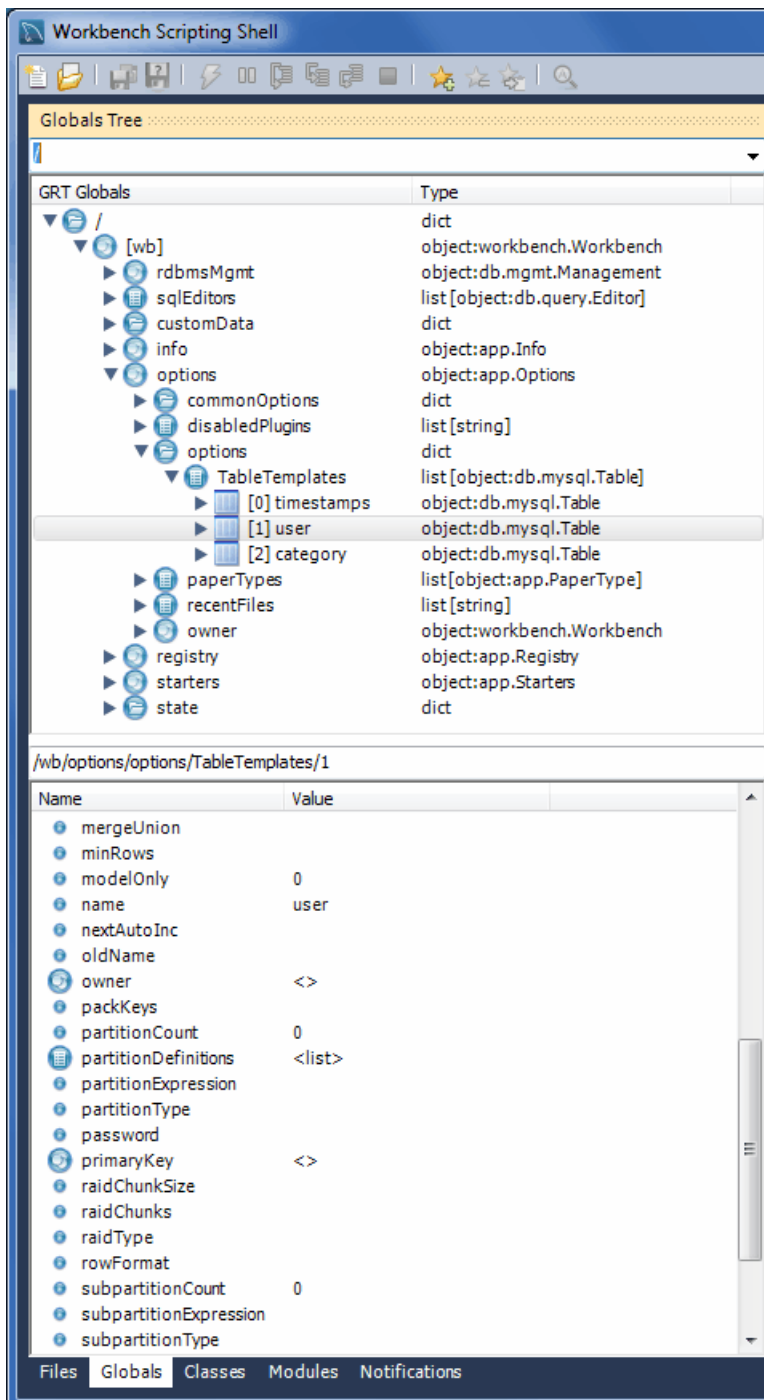 Workbench Scripting Shell
Globals Tree
/
GRT Globals Type
/ dict
[wb] object:workbench.Workbench
rdbmsMgmt object:db.mgmt.Management
sqlEditors list [object:db.query.Editor]
customData dict
info object:app.Info
options object:app.Options
commonOptions dict
disabledPlugins list [string]
options dict
TableTemplates list [object:db.mysql.Table]
[0] timestamps object:db.mysql.Table
[1] user object:db.mysql.Table
[2] category object:db.mysql.Table
paperTypes list [object:app.PaperType]
recentFiles list [string]
owner object:workbench.Workbench
registry object:app.Registry
starters object:app.Starters
state dict
/wb/options/options/TableTemplates/1
Name Value
mergeUnion
minRows
modelOnly 0
name user
nextAutoInc
oldName
owner <>
packKeys
partitionCount 0
partitionDefinitions <list>
partitionExpression
partitionType
password
primaryKey <>
raidChunkSize
raidChunks
raidType
rowFormat
subpartitionCount 0
subpartitionExpression
subpartitionType
Files Globals Classes Modules Notifications